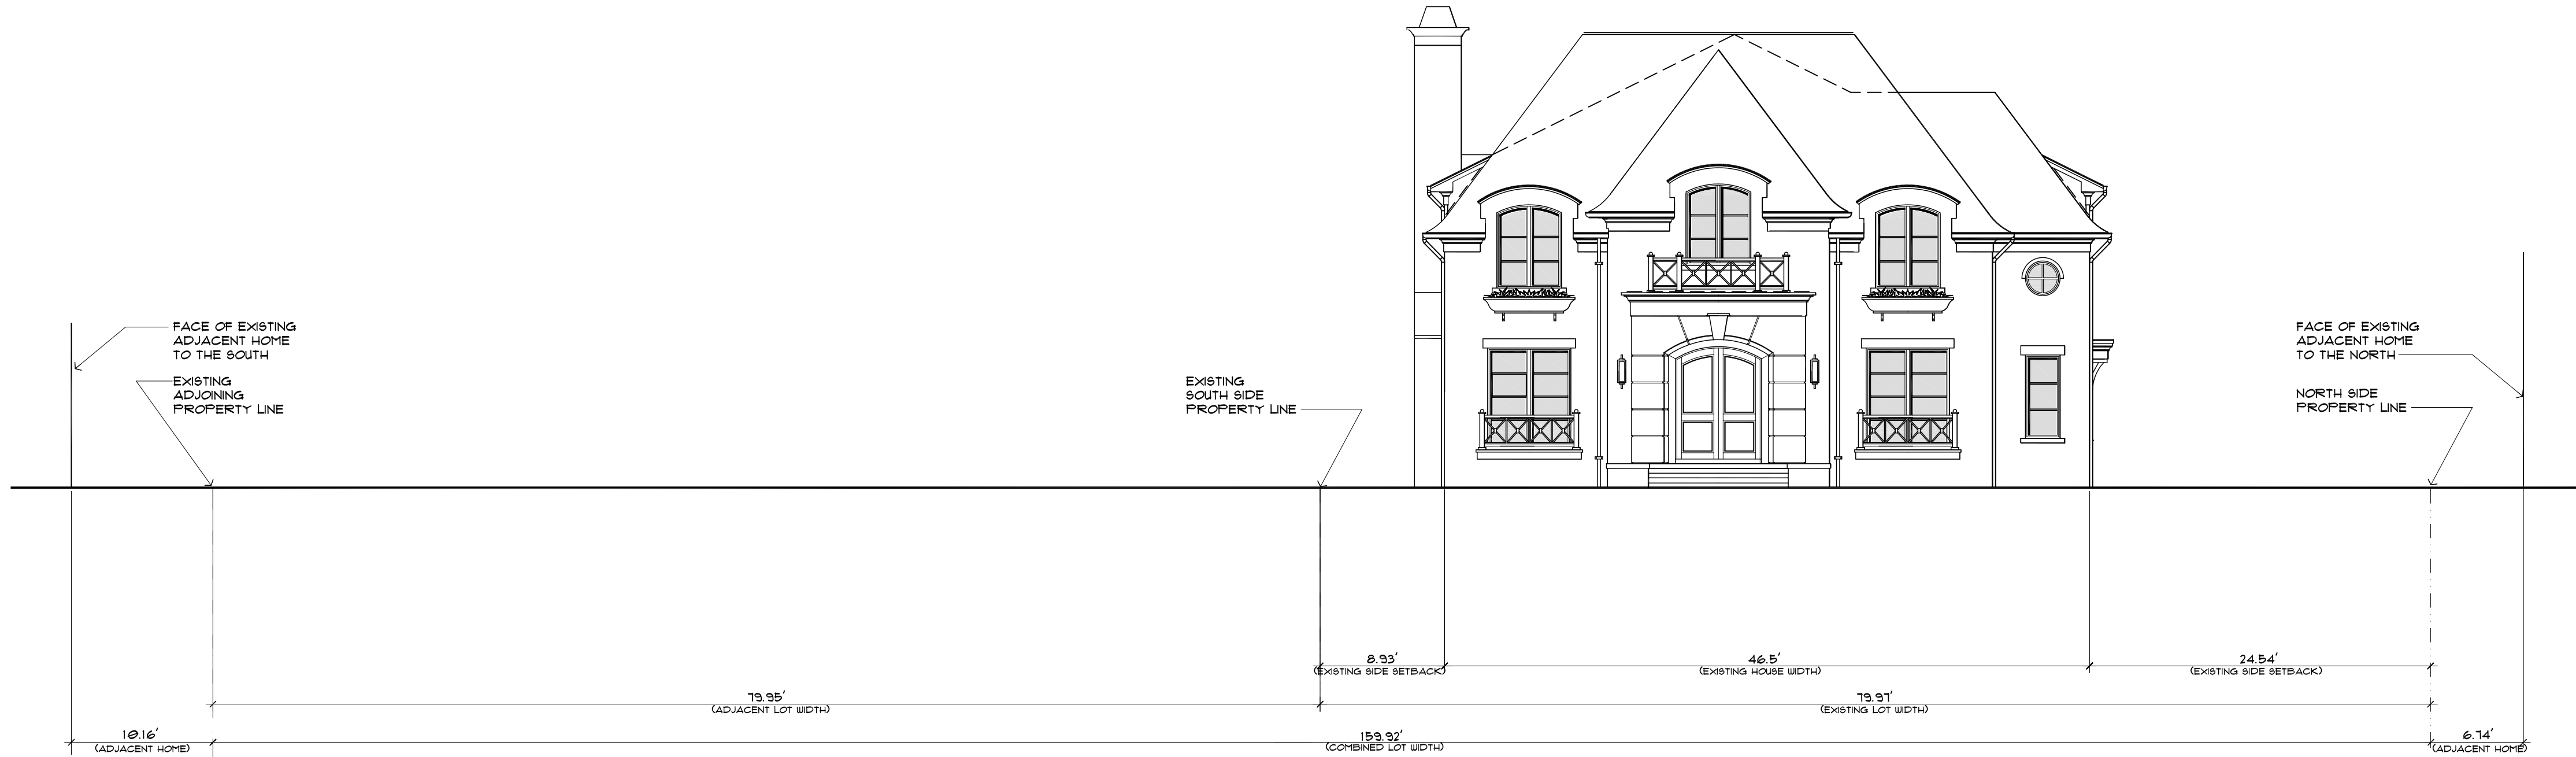 FACE OF EXISTING
ADJACENT HOME
TO THE SOUTH
EXISTING
ADJOINING
PROPERTY LINE
EXISTING
SOUTH SIDE
PROPERTY LINE
FACE OF EXISTING
ADJACENT HOME
TO THE NORTH
NORTH SIDE
PROPERTY LINE
8.93'
(EXISTING SIDE SETBACK)
46.5'
(EXISTING HOUSE WIDTH)
24.54'
(EXISTING SIDE SETBACK)
79.95'
(ADJACENT LOT WIDTH)
79.97'
(EXISTING LOT WIDTH)
10.16'
(ADJACENT HOME)
159.92'
(COMBINED LOT WIDTH)
6.74'
(ADJACENT HOME)